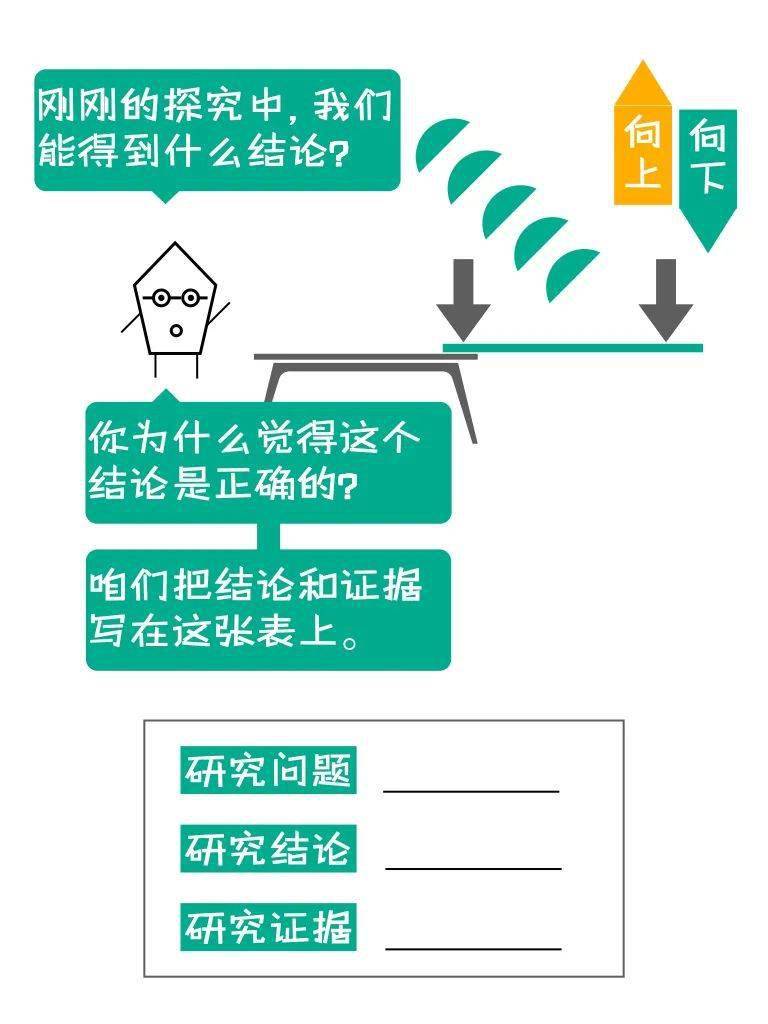 刚刚的探究中，我们
能得到什么结论？
向上
向下
你为什么觉得这个
结论是正确的？
咱们把结论和证据
写在这张表上。
研究问题
研究结论
研究证据